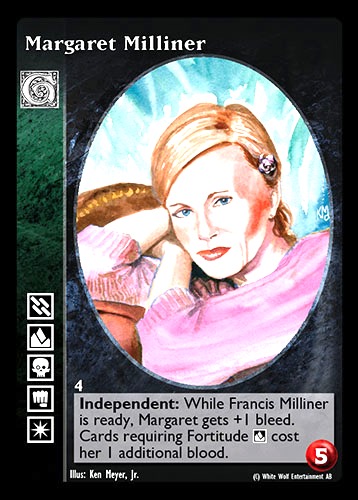 Margaret Milliner
KM
4
Independent: While Francis Milliner
is ready, Margaret gets +1 bleed.
Cards requiring Fortitude cost
her 1 additional blood.
5
Illus: Ken Meyer, Jr.
(C) White Wolf Entertainment AB